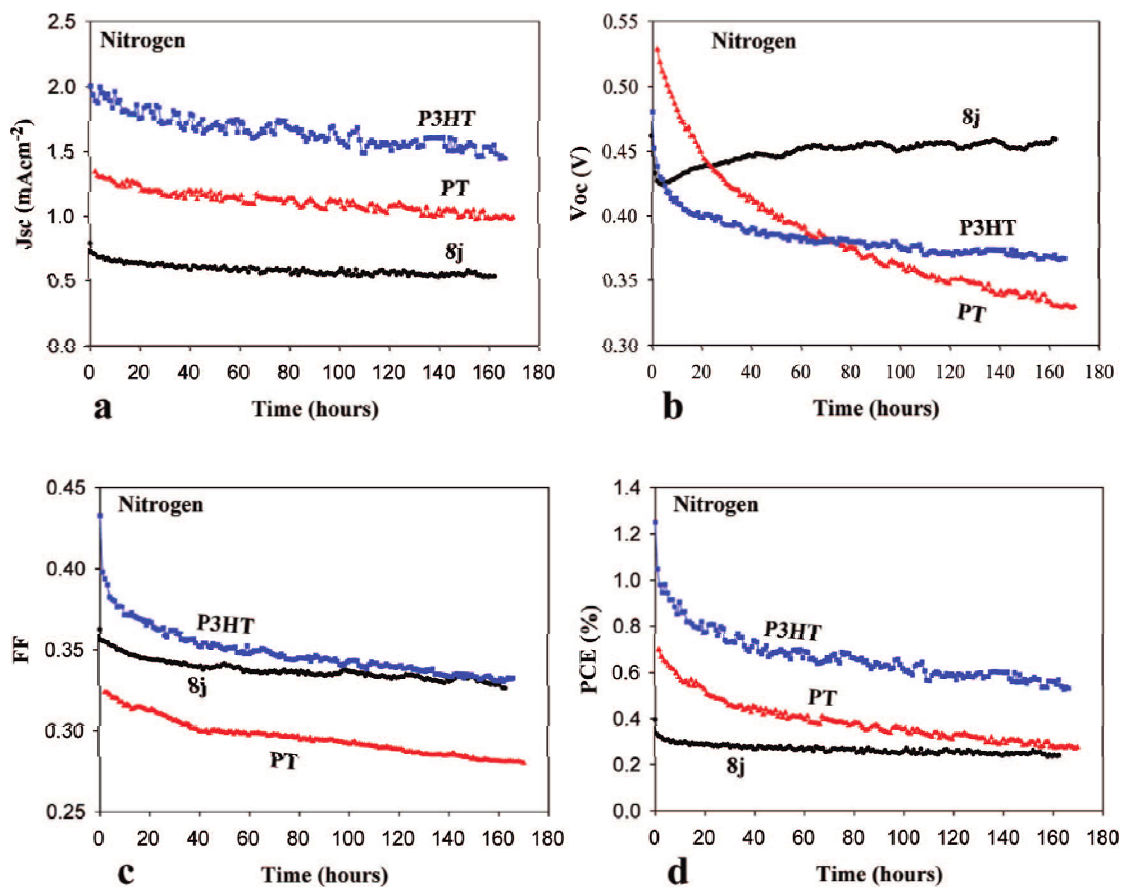 Nitrogen
Jsc (mAcm⁻²)
2.5
2.0
1.5
1.0
0.5
0.0
P3HT
PT
8j
0 20 40 60 80 100 120 140 160 180
a Time (hours)
Nitrogen
Voc (V)
0.55
0.50
0.45
0.40
0.35
0.30
8j
P3HT
PT
0 20 40 60 80 100 120 140 160 180
b Time (hours)
Nitrogen
FF
0.45
0.40
0.35
0.30
0.25
P3HT
8j
PT
0 20 40 60 80 100 120 140 160 180
c Time (hours)
Nitrogen
PCE (%)
1.4
1.2
1.0
0.8
0.6
0.4
0.2
0.0
P3HT
PT
8j
0 20 40 60 80 100 120 140 160 180
d Time (hours)